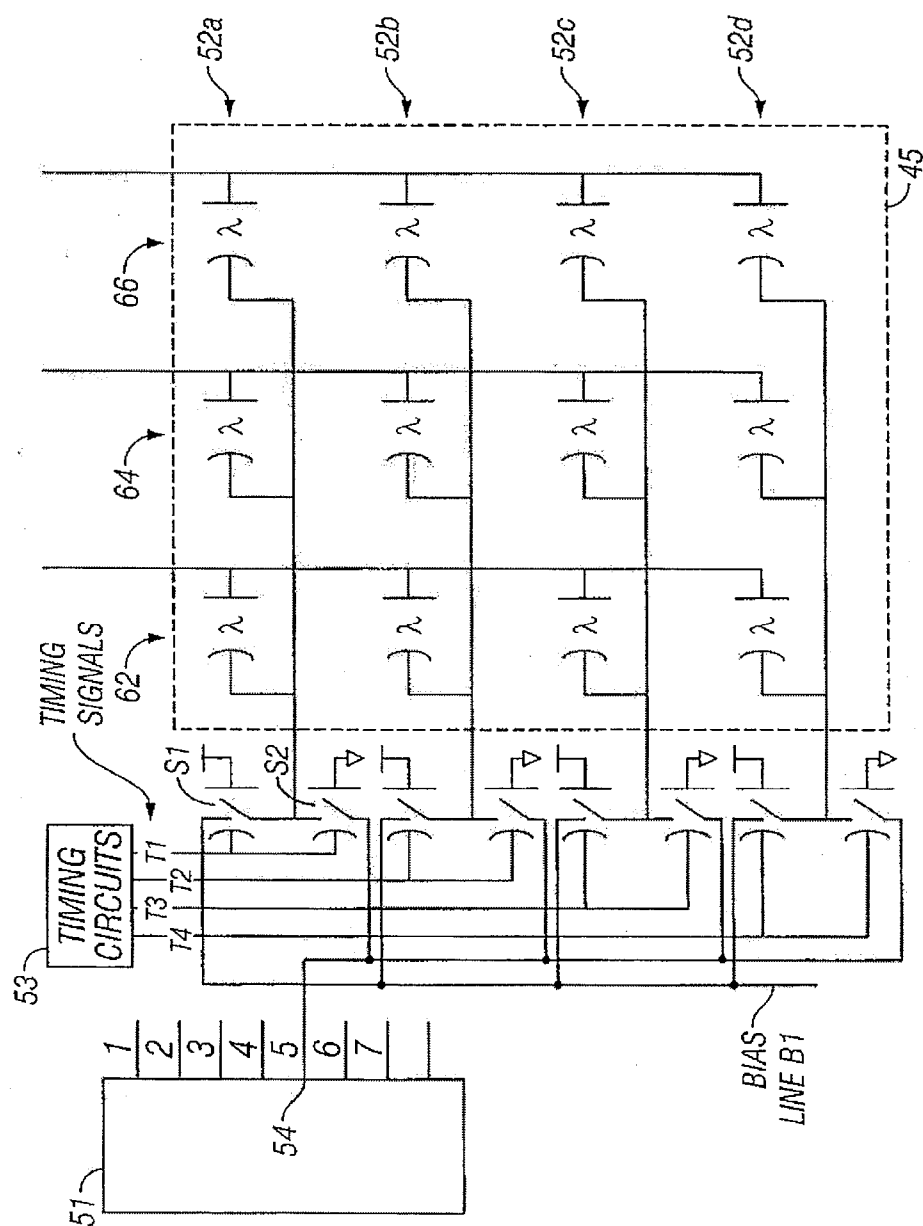 52a
52b
52c
52d
45
66
64
62
λ λ λ
λ λ λ
λ λ λ
λ λ λ
TIMING
SIGNALS
S1
S2
53
TIMING
CIRCUITS
T1
T2
T3
T4
51
1
2
3
4
5
6
7
54
BIAS
LINE B1